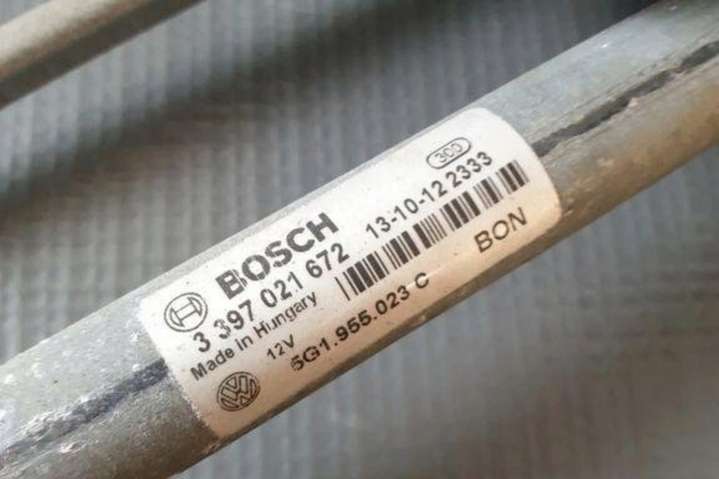 300
BOSCH 13-10-12 2333
3 397 021 672
Made in Hungary
12V
BON
5G1.955.023 C